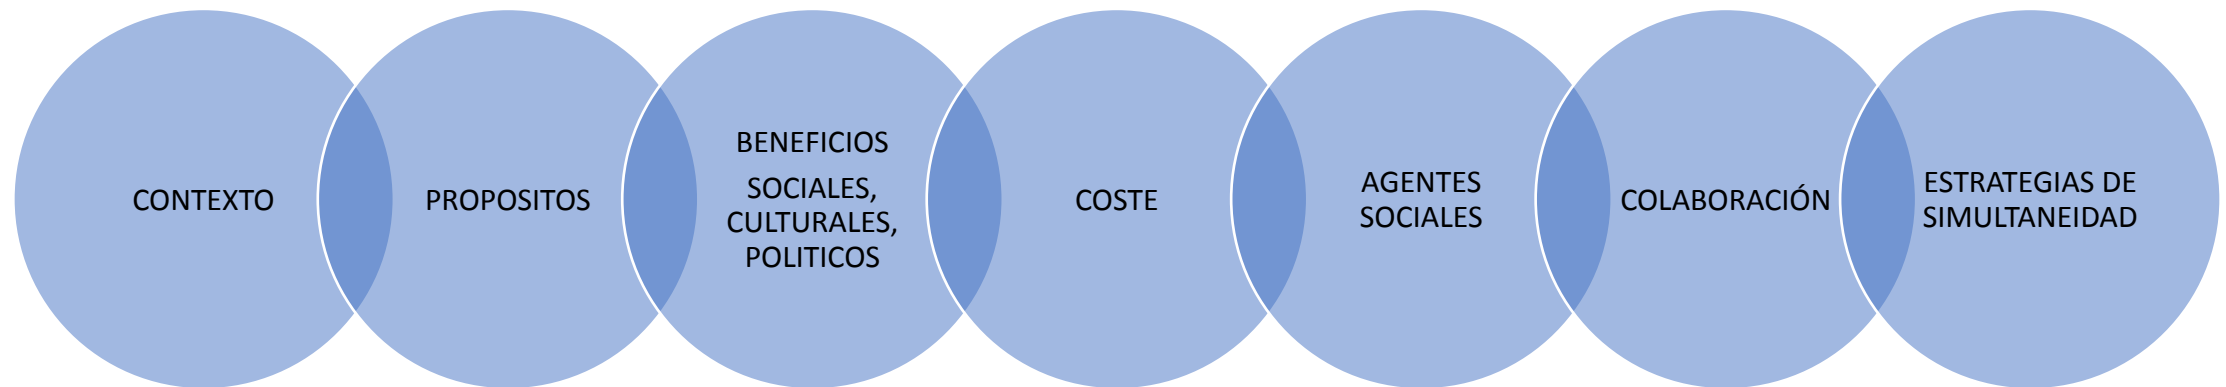 CONTEXTO
PROPOSITOS
BENEFICIOS
SOCIALES,
CULTURALES,
POLITICOS
COSTE
AGENTES
SOCIALES
COLABORACIÓN
ESTRATEGIAS DE
SIMULTANEIDAD